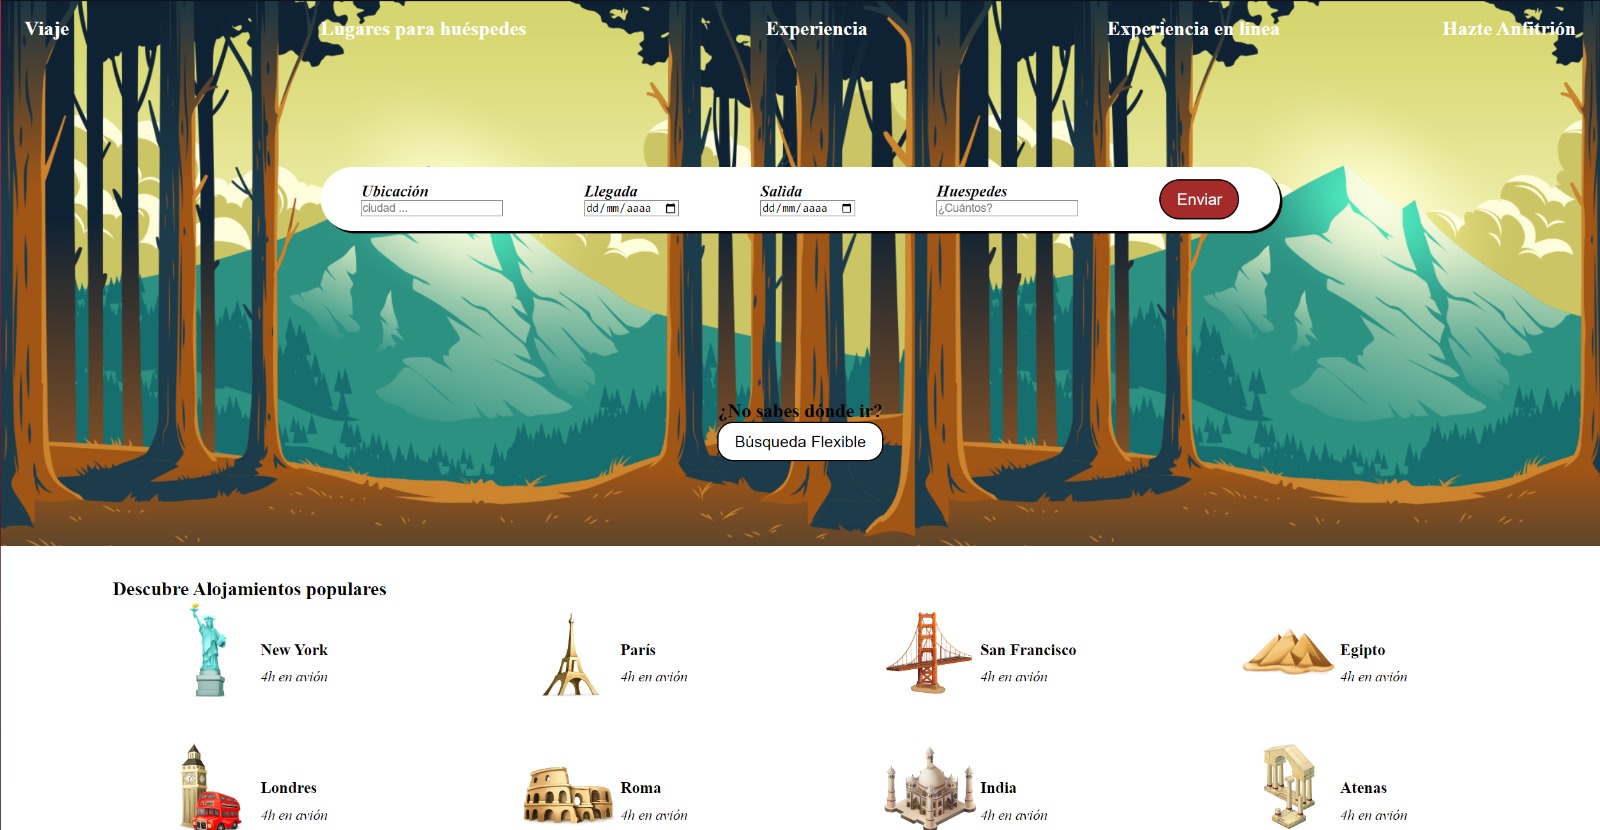 Viaje Lugares para huéspedes Experiencia Experiencia en línea Hazte Anfitrión
Ubicación Llegada Salida Huespedes
ciudad ... dd/mm/aaaa dd/mm/aaaa ¿Cuántos? Enviar
¿No sabes dónde ir?
Búsqueda Flexible
Descubre Alojamientos populares
New York París San Francisco Egipto
4h en avión 4h en avión 4h en avión 4h en avión
Londres Roma India Atenas
4h en avión 4h en avión 4h en avión 4h en avión